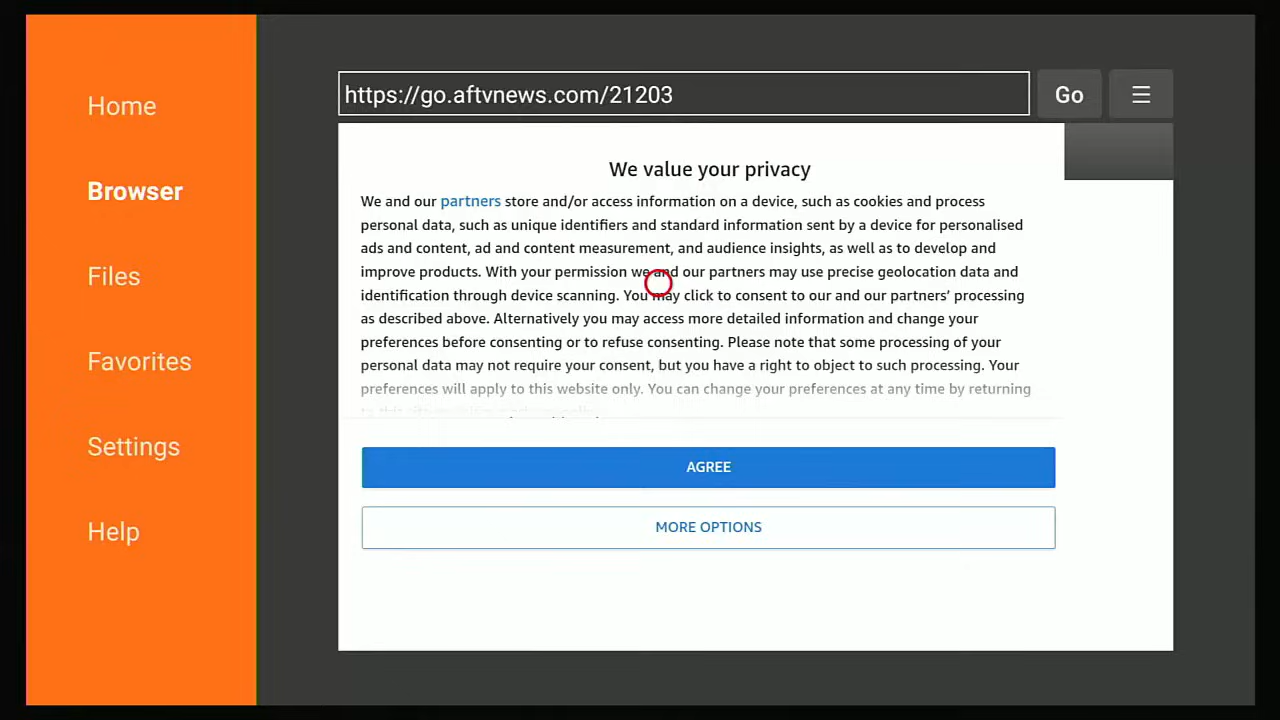 Home
Browser
Files
Favorites
Settings
Help
https://go.aftvnews.com/21203
Go
We value your privacy
We and our partners store and/or access information on a device, such as cookies and process
personal data, such as unique identifiers and standard information sent by a device for personalised
ads and content, ad and content measurement, and audience insights, as well as to develop and
improve products. With your permission we and our partners may use precise geolocation data and
identification through device scanning. You may click to consent to our and our partners’ processing
as described above. Alternatively you may access more detailed information and change your
preferences before consenting or to refuse consenting. Please note that some processing of your
personal data may not require your consent, but you have a right to object to such processing. Your
preferences will apply to this website only. You can change your preferences at any time by returning
AGREE
MORE OPTIONS